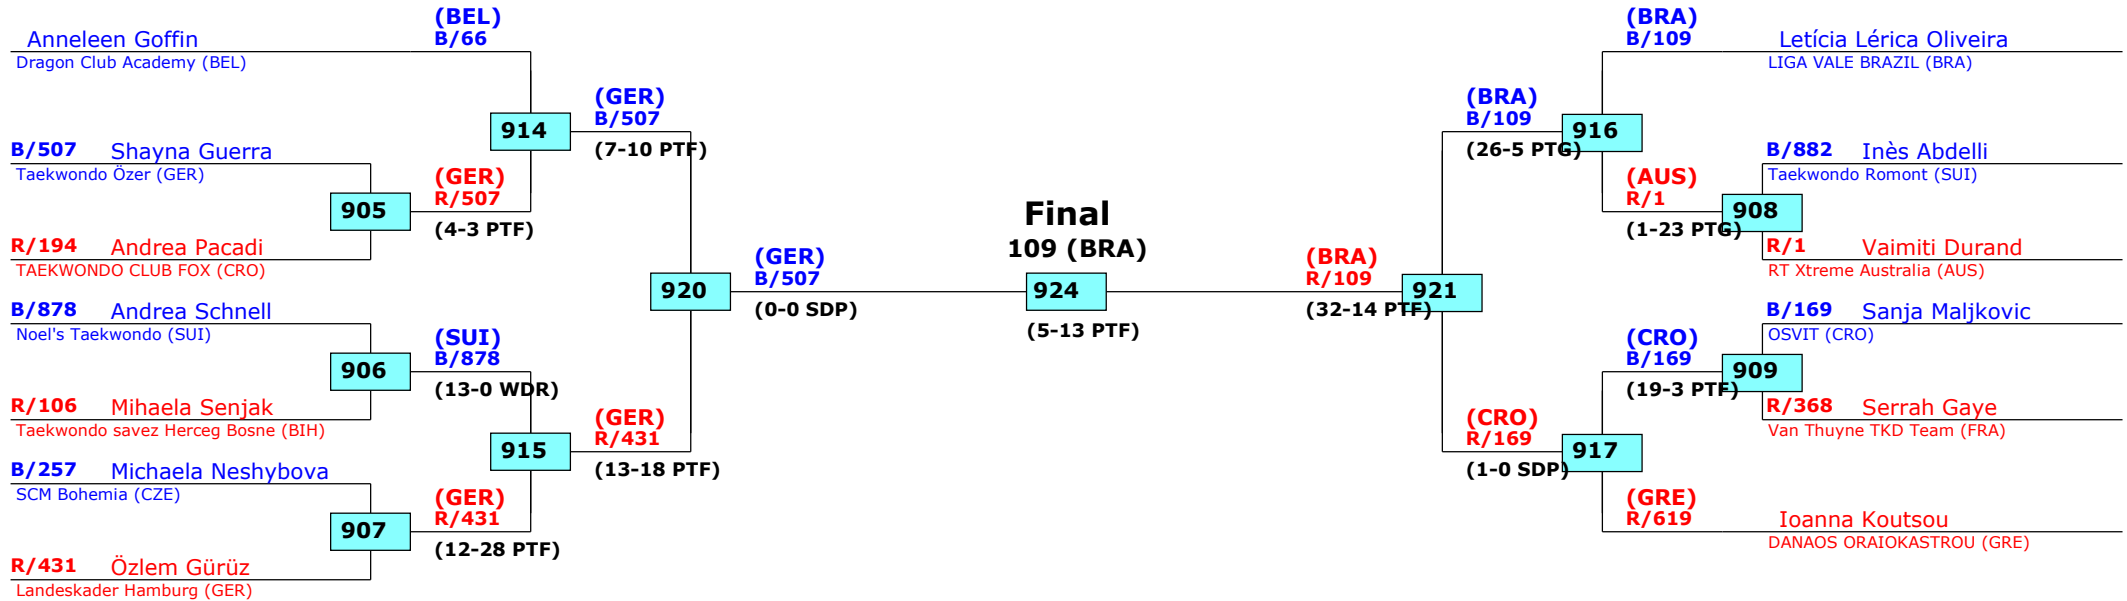 (BEL)
B/66
Anneleen Goffin
Dragon Club Academy (BEL)
B/507 Shayna Guerra
Taekwondo Özer (GER)
R/194 Andrea Pacadi
TAEKWONDO CLUB FOX (CRO)
B/878 Andrea Schnell
Noel's Taekwondo (SUI)
R/106 Mihaela Senjak
Taekwondo savez Herceg Bosne (BIH)
B/257 Michaela Neshybova
SCM Bohemia (CZE)
R/431 Özlem Gürüz
Landeskader Hamburg (GER)
905
(GER)
R/507
(4-3 PTF)
906
(SUI)
B/878
(13-0 WDR)
907
(GER)
R/431
(12-28 PTF)
914
(GER)
B/507
(7-10 PTF)
915
(GER)
R/431
(13-18 PTF)
920
(GER)
B/507
(0-0 SDP)
Final
109 (BRA)
924
(5-13 PTF)
(BRA)
R/109
(32-14 PTF)
921
(BRA)
B/109
(26-5 PTG)
916
(CRO)
R/169
(1-0 SDP)
917
(BRA)
B/109
Letícia Lérica Oliveira
LIGA VALE BRAZIL (BRA)
(AUS)
R/1
(1-23 PTG)
908
B/882 Inès Abdelli
Taekwondo Romont (SUI)
R/1 Vaimiti Durand
RT Xtreme Australia (AUS)
(CRO)
B/169
(19-3 PTF)
909
B/169 Sanja Maljkovic
OSVIT (CRO)
R/368 Serrah Gaye
Van Thuyne TKD Team (FRA)
(GRE)
R/619
Ioanna Koutsou
DANAOS ORAIOKASTROU (GRE)